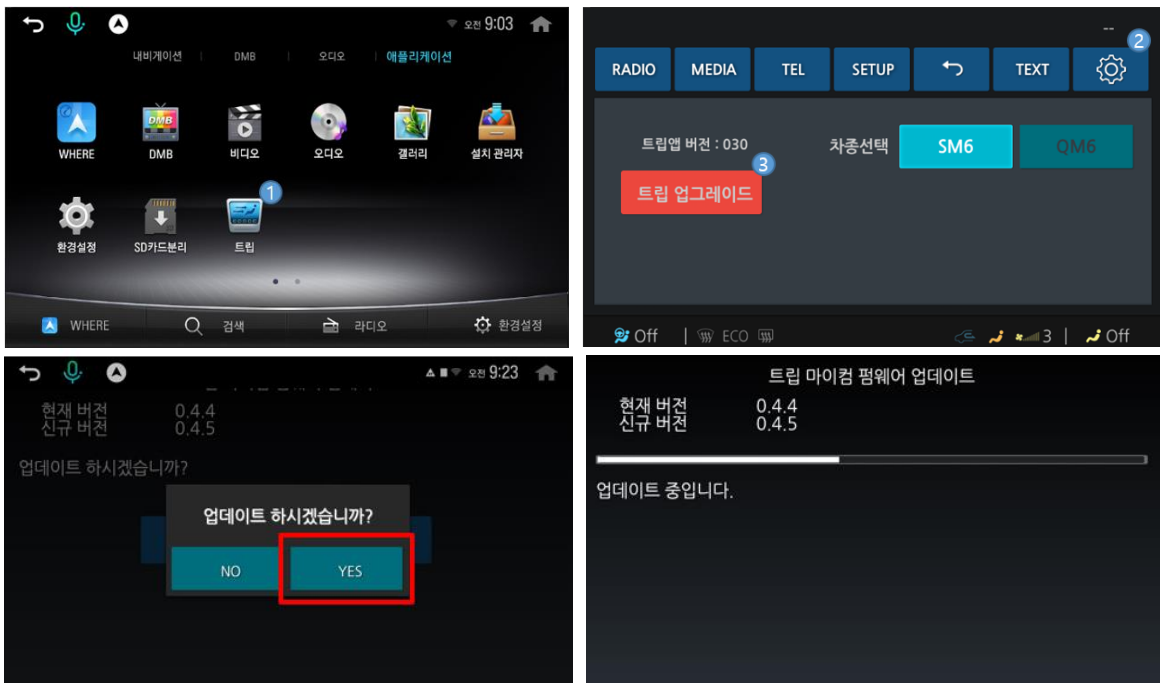 오전 9:03
내비게이션 | DMB | 오디오 | 애플리케이션
WHERE DMB 비디오 오디오 갤러리 설치 관리자
1
환경설정 SD카드분리 트립
WHERE 검색 라디오 환경설정
--
2
RADIO MEDIA TEL SETUP TEXT
트립앱 버전 : 030 차종선택 SM6 QM6
3
트립 업그레이드
Off | ECO 3 | Off
오전 9:23
현재 버전 0.4.4
신규 버전 0.4.5
업데이트 하시겠습니까?
업데이트 하시겠습니까?
NO YES
트립 마이컴 펌웨어 업데이트
현재 버전 0.4.4
신규 버전 0.4.5
업데이트 중입니다.